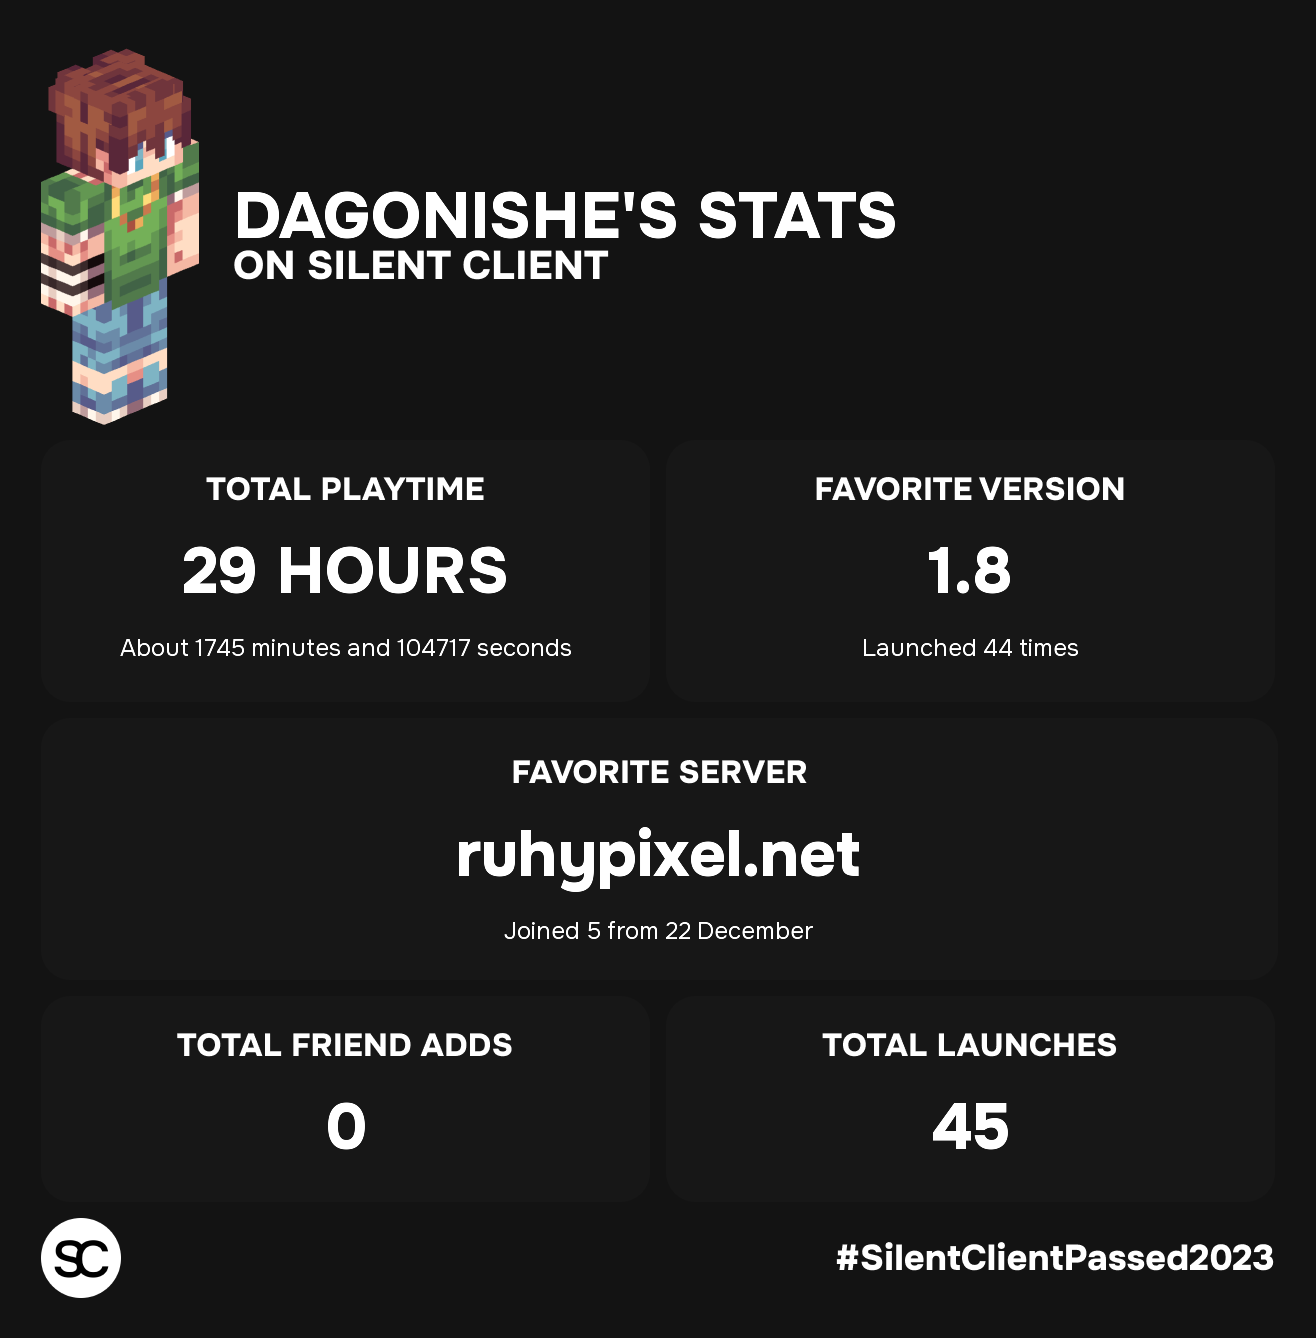 DAGONISHE'S STATS
ON SILENT CLIENT
TOTAL PLAYTIME
29 HOURS
About 1745 minutes and 104717 seconds
FAVORITE VERSION
1.8
Launched 44 times
FAVORITE SERVER
ruhypixel.net
Joined 5 from 22 December
TOTAL FRIEND ADDS
0
TOTAL LAUNCHES
45
SC
#SilentClientPassed2023